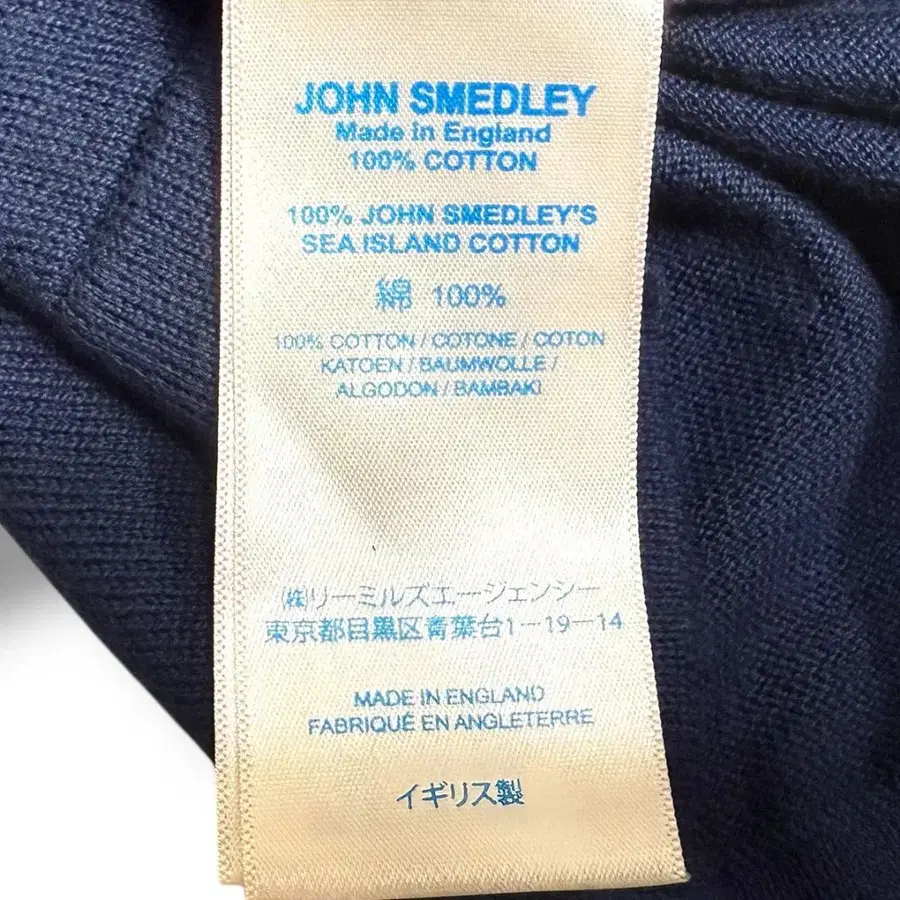 JOHN SMEDLEY
Made in England
100% COTTON
100% JOHN SMEDLEY'S
SEA ISLAND COTTON
綿 100%
100% COTTON / COTONE / COTON
KATOEN / BAUMWOLLE /
ALGODON / BAMBAKI
㈱リーミルズエージェンシー
東京都目黒区青葉台1-19-14
MADE IN ENGLAND
FABRIQUÉ EN ANGLETERRE
イギリス製